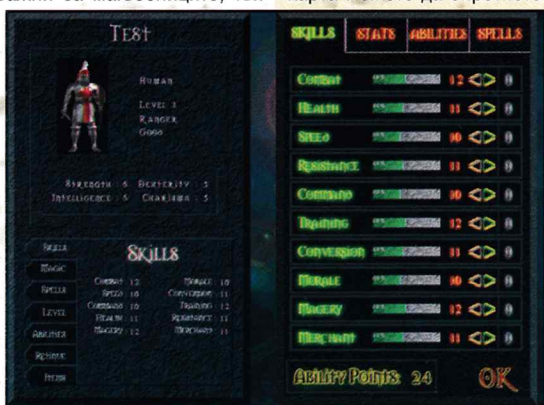 Test
Human
Level 1
Ranger
Good
Strength : 6 Dexterity : 5
Intelligence : 6 Charisma : 5
Skills
Magic
Spells
Level
Abilities
Retinue
Items
Skills
Combat : 12 Morale : 10
Speed : 10 Conversion : 11
Command : 10 Training : 12
Health : 11 Resistance : 11
Magery : 12 Merchant : 11
Skills Stats Abilities Spells
Combat 12 0
Health 11 0
Speed 10 0
Resistance 11 0
Command 10 0
Training 12 0
Conversion 11 0
Morale 10 0
Magery 12 0
Merchant 11 0
Ability Points: 24 OK